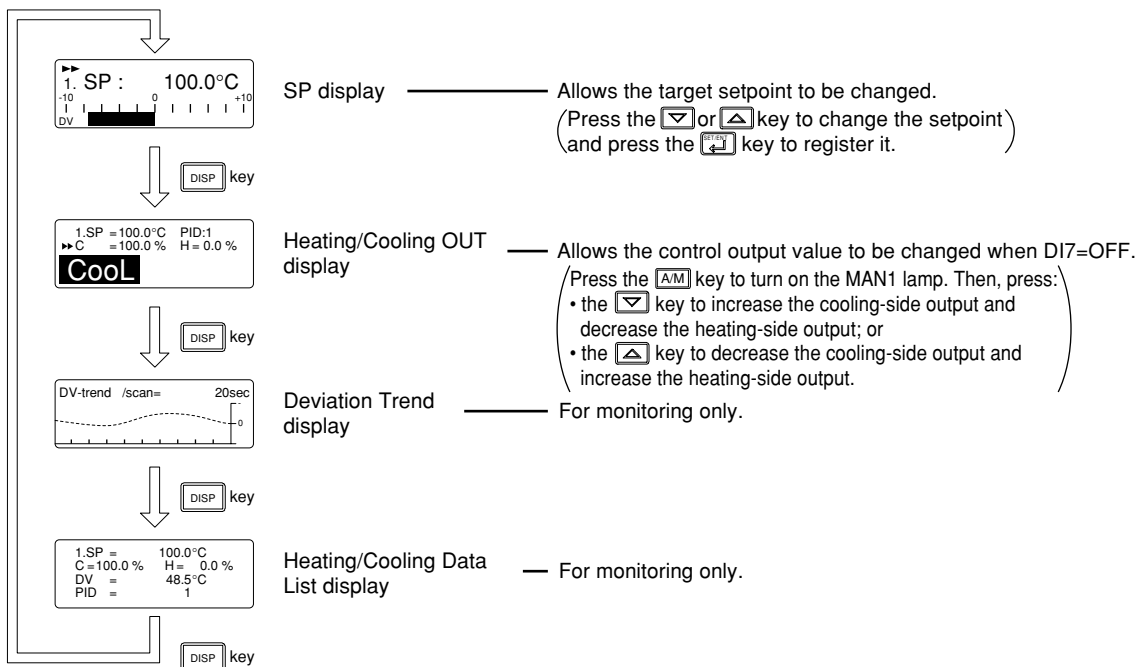 1. SP : 100.0°C
-10 0 +10
DV
SP display
Allows the target setpoint to be changed.
(Press the ▽ or △ key to change the setpoint
and press the SET/ENT key to register it.)
DISP key
1.SP =100.0°C PID:1
C =100.0 % H = 0.0 %
CooL
Heating/Cooling OUT
display
Allows the control output value to be changed when DI7=OFF.
(Press the A/M key to turn on the MAN1 lamp. Then, press:
• the ▽ key to increase the cooling-side output and
decrease the heating-side output; or
• the △ key to decrease the cooling-side output and
increase the heating-side output.)
DISP key
DV-trend /scan= 20sec
0
Deviation Trend
display
For monitoring only.
DISP key
1.SP = 100.0°C
C =100.0 % H = 0.0 %
DV = 48.5°C
PID = 1
Heating/Cooling Data
List display
For monitoring only.
DISP key